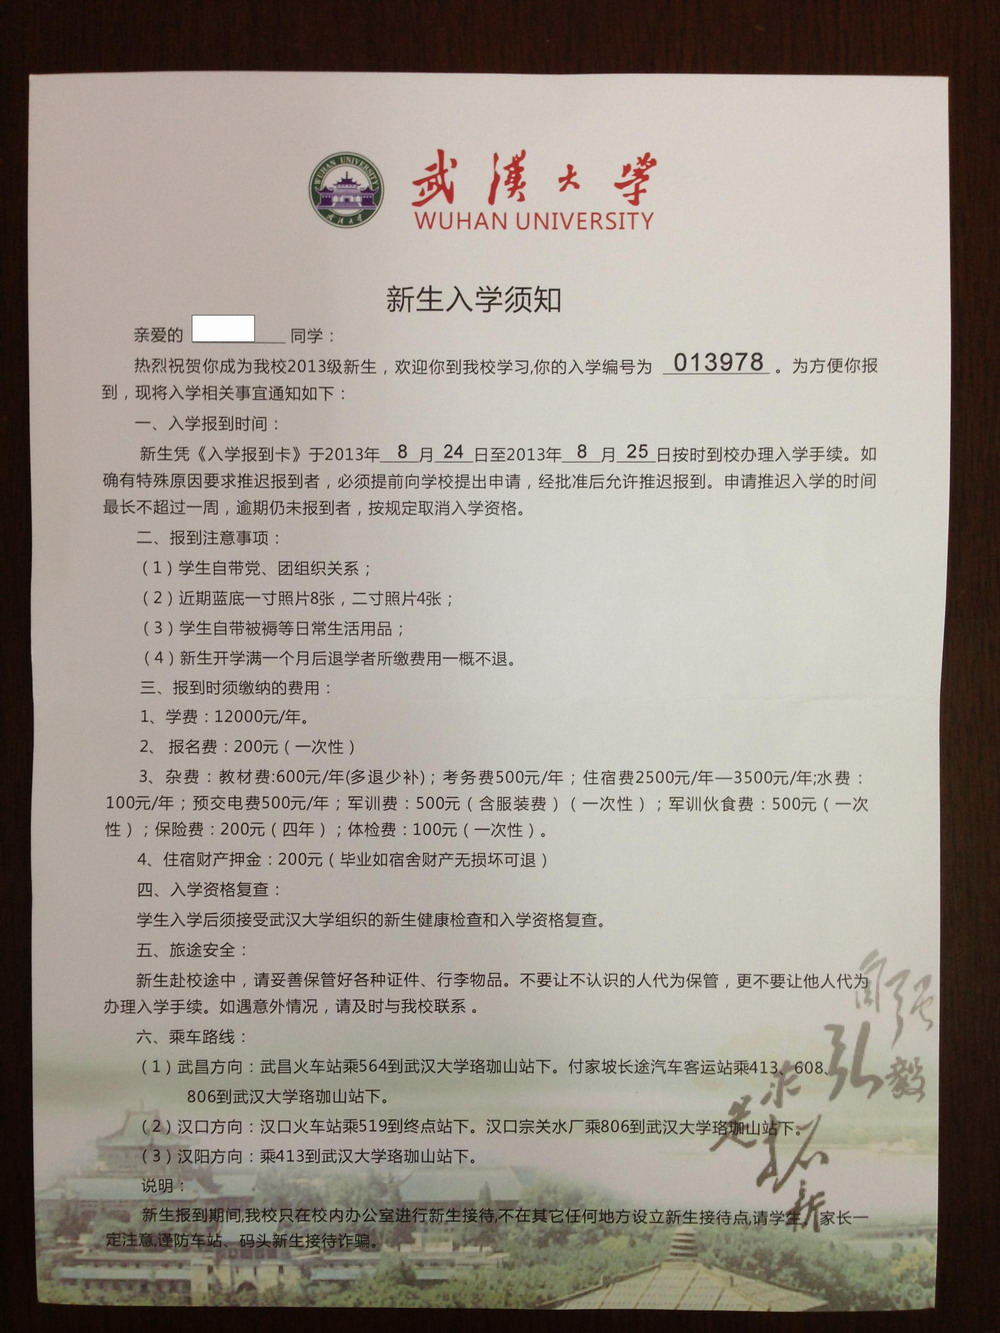 WUHAN UNIVERSITY
武漢大学
武漢大學
WUHAN UNIVERSITY
新生入学须知
亲爱的 同学：
热烈祝贺你成为我校2013级新生，欢迎你到我校学习,你的入学编号为 013978 。为方便你报
到，现将入学相关事宜通知如下：
一、入学报到时间：
新生凭《入学报到卡》于2013年 8 月 24 日至2013年 8 月 25 日按时到校办理入学手续。如
确有特殊原因要求推迟报到者，必须提前向学校提出申请，经批准后允许推迟报到。申请推迟入学的时间
最长不超过一周，逾期仍未报到者，按规定取消入学资格。
二、报到注意事项：
（1）学生自带党、团组织关系；
（2）近期蓝底一寸照片8张，二寸照片4张；
（3）学生自带被褥等日常生活用品；
（4）新生开学满一个月后退学者所缴费用一概不退。
三、报到时须缴纳的费用：
1、学费：12000元/年。
2、 报名费：200元（一次性）
3、杂费：教材费:600元/年(多退少补)；考务费500元/年；住宿费2500元/年—3500元/年;水费：
100元/年；预交电费500元/年；军训费：500元（含服装费）（一次性）；军训伙食费：500元（一次
性）；保险费：200元（四年）；体检费：100元（一次性）。
4、住宿财产押金：200元（毕业如宿舍财产无损坏可退）
四、入学资格复查：
学生入学后须接受武汉大学组织的新生健康检查和入学资格复查。
五、旅途安全：
新生赴校途中，请妥善保管好各种证件、行李物品。不要让不认识的人代为保管，更不要让他人代为
办理入学手续。如遇意外情况，请及时与我校联系 。
六、乘车路线：
（1）武昌方向：武昌火车站乘564到武汉大学珞珈山站下。付家坡长途汽车客运站乘413、608、
806到武汉大学珞珈山站下。
（2）汉口方向：汉口火车站乘519到终点站下。汉口宗关水厂乘806到武汉大学珞珈山站下。
（3）汉阳方向：乘413到武汉大学珞珈山站下。
说明：
新生报到期间,我校只在校内办公室进行新生接待,不在其它任何地方设立新生接待点,请学生、家长一
定注意,谨防车站、码头新生接待诈骗。
自强
弘毅
求是
拓新